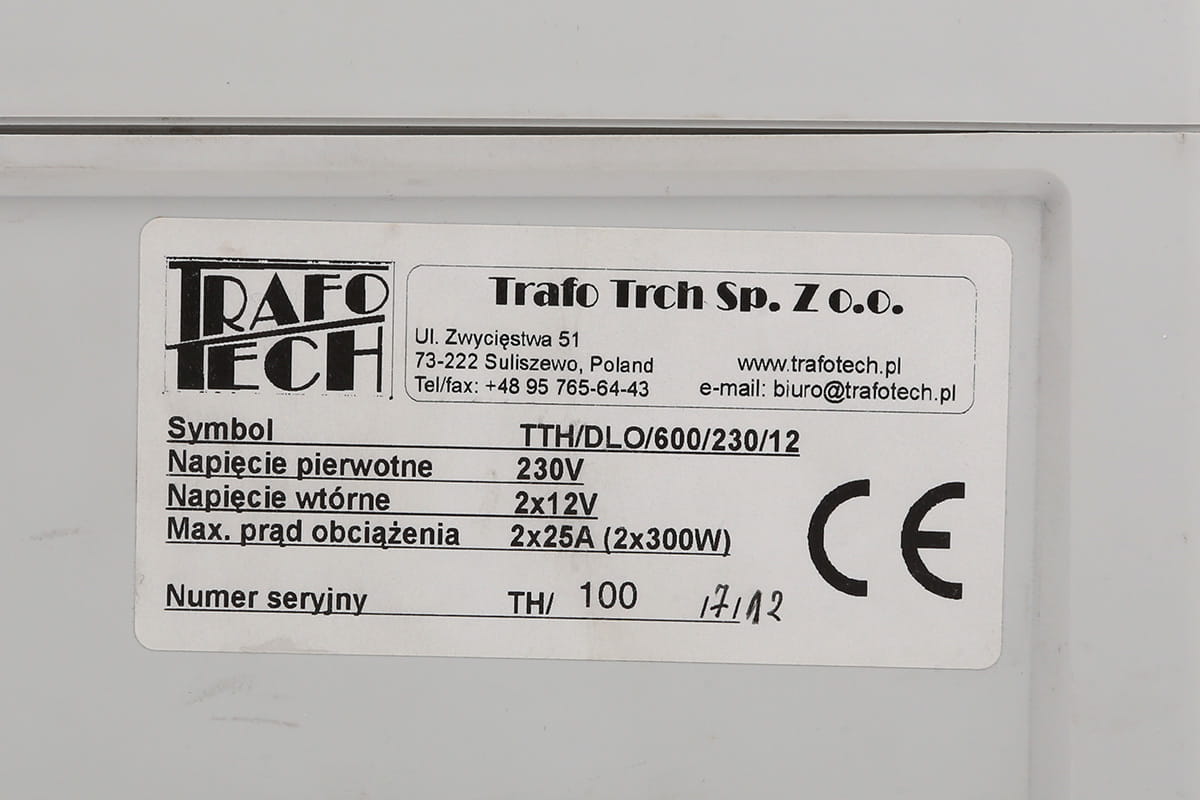 TRAFO
TECH
Trafo Trch Sp. Z o.o.
Ul. Zwycięstwa 51
73-222 Suliszewo, Poland www.trafotech.pl
Tel/fax: +48 95 765-64-43 e-mail: biuro@trafotech.pl
Symbol TTH/DLO/600/230/12
Napięcie pierwotne 230V
Napięcie wtórne 2x12V
Max. prąd obciążenia 2x25A (2x300W)
CE
Numer seryjny TH/ 100 /7/12